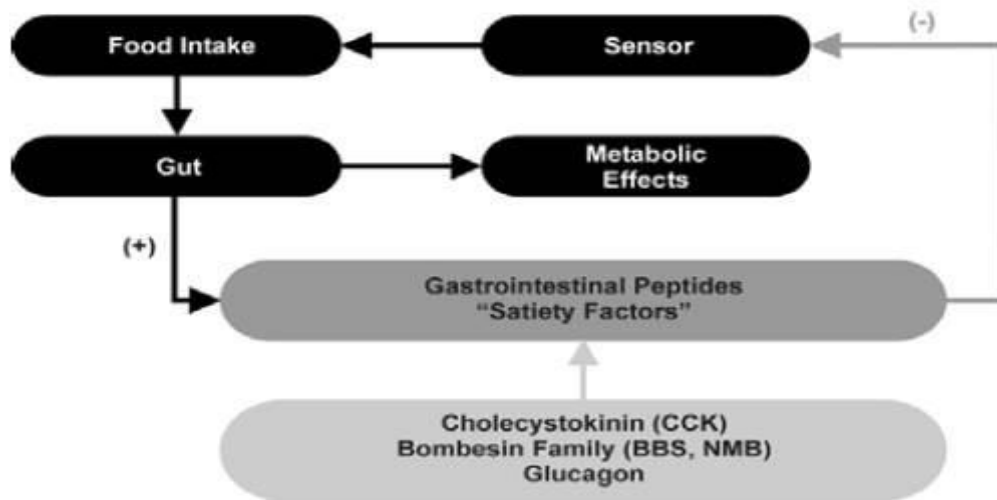 Food Intake
Sensor
(-)
Gut
Metabolic
Effects
(+)
Gastrointestinal Peptides
“Satiety Factors”
Cholecystokinin (CCK)
Bombesin Family (BBS, NMB)
Glucagon